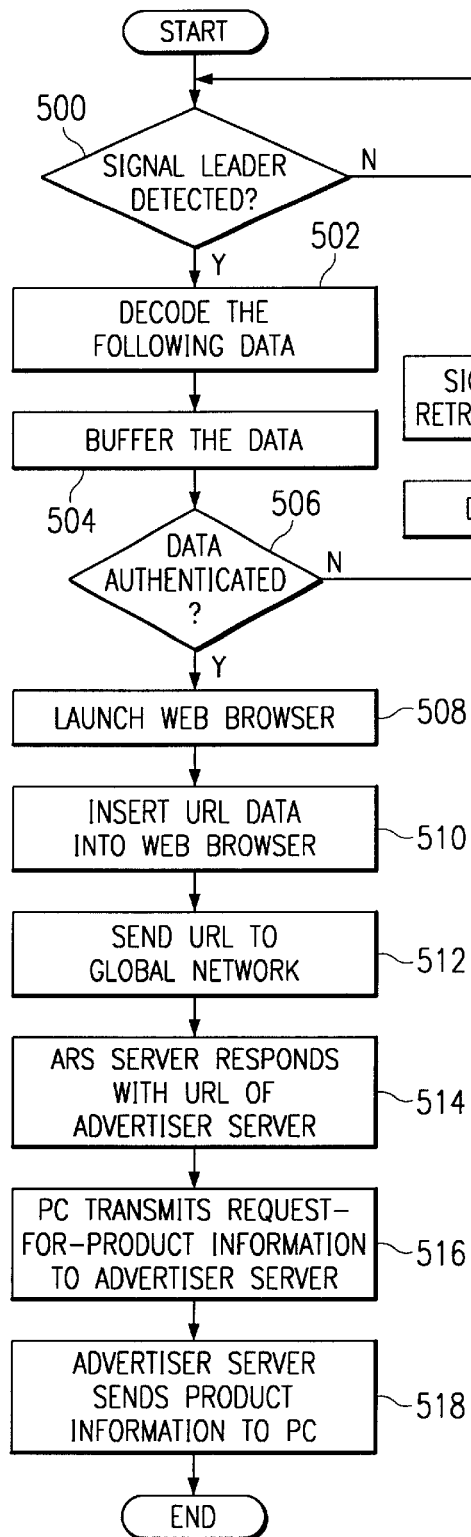 START
500
SIGNAL LEADER
DETECTED?
N
Y
502
DECODE THE
FOLLOWING DATA
BUFFER THE DATA
504
506
DATA
AUTHENTICATED
?
N
Y
LAUNCH WEB BROWSER
508
INSERT URL DATA
INTO WEB BROWSER
510
SEND URL TO
GLOBAL NETWORK
512
ARS SERVER RESPONDS
WITH URL OF
ADVERTISER SERVER
514
PC TRANSMITS REQUEST-
FOR-PRODUCT INFORMATION
TO ADVERTISER SERVER
516
ADVERTISER SERVER
SENDS PRODUCT
INFORMATION TO PC
518
END